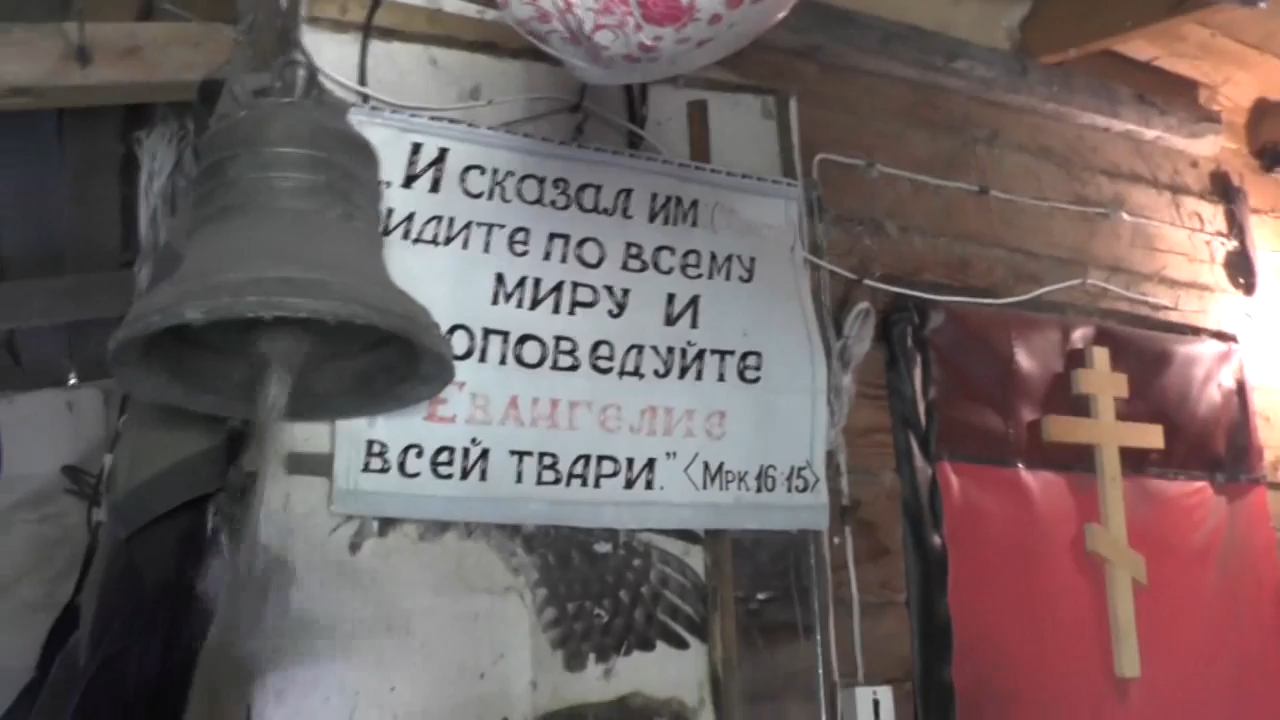 „И сказал им
идите по всему
миру и
оповедуйте
Евангелие
всей твари.” <Мрк 16:15>